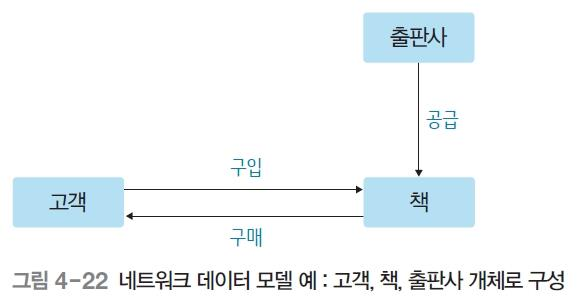 출판사
공급
구입
고객
책
구매
그림 4-22 네트워크 데이터 모델 예 : 고객, 책, 출판사 개체로 구성